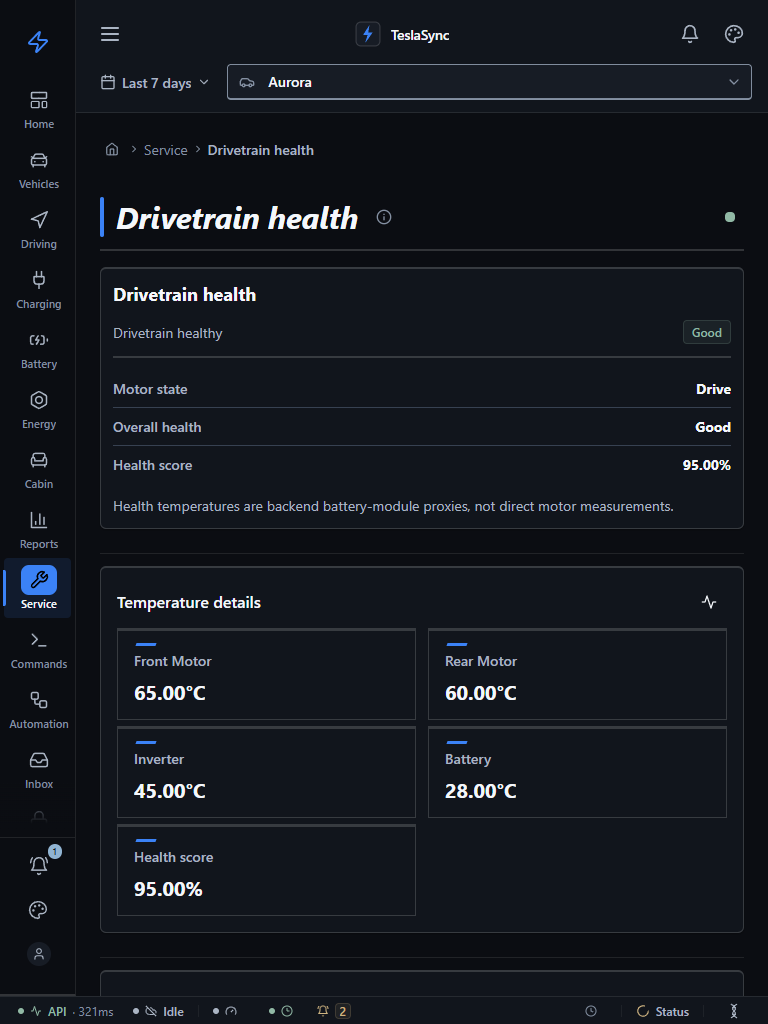 TeslaSync
Last 7 days
Aurora
Home
Vehicles
Driving
Charging
Battery
Energy
Cabin
Reports
Service
Commands
Automation
Inbox
1
Service
Drivetrain health
Drivetrain health
Drivetrain health
Drivetrain healthy
Good
Motor state
Drive
Overall health
Good
Health score
95.00%
Health temperatures are backend battery-module proxies, not direct motor measurements.
Temperature details
Front Motor
65.00°C
Rear Motor
60.00°C
Inverter
45.00°C
Battery
28.00°C
Health score
95.00%
API · 321ms
Idle
2
Status